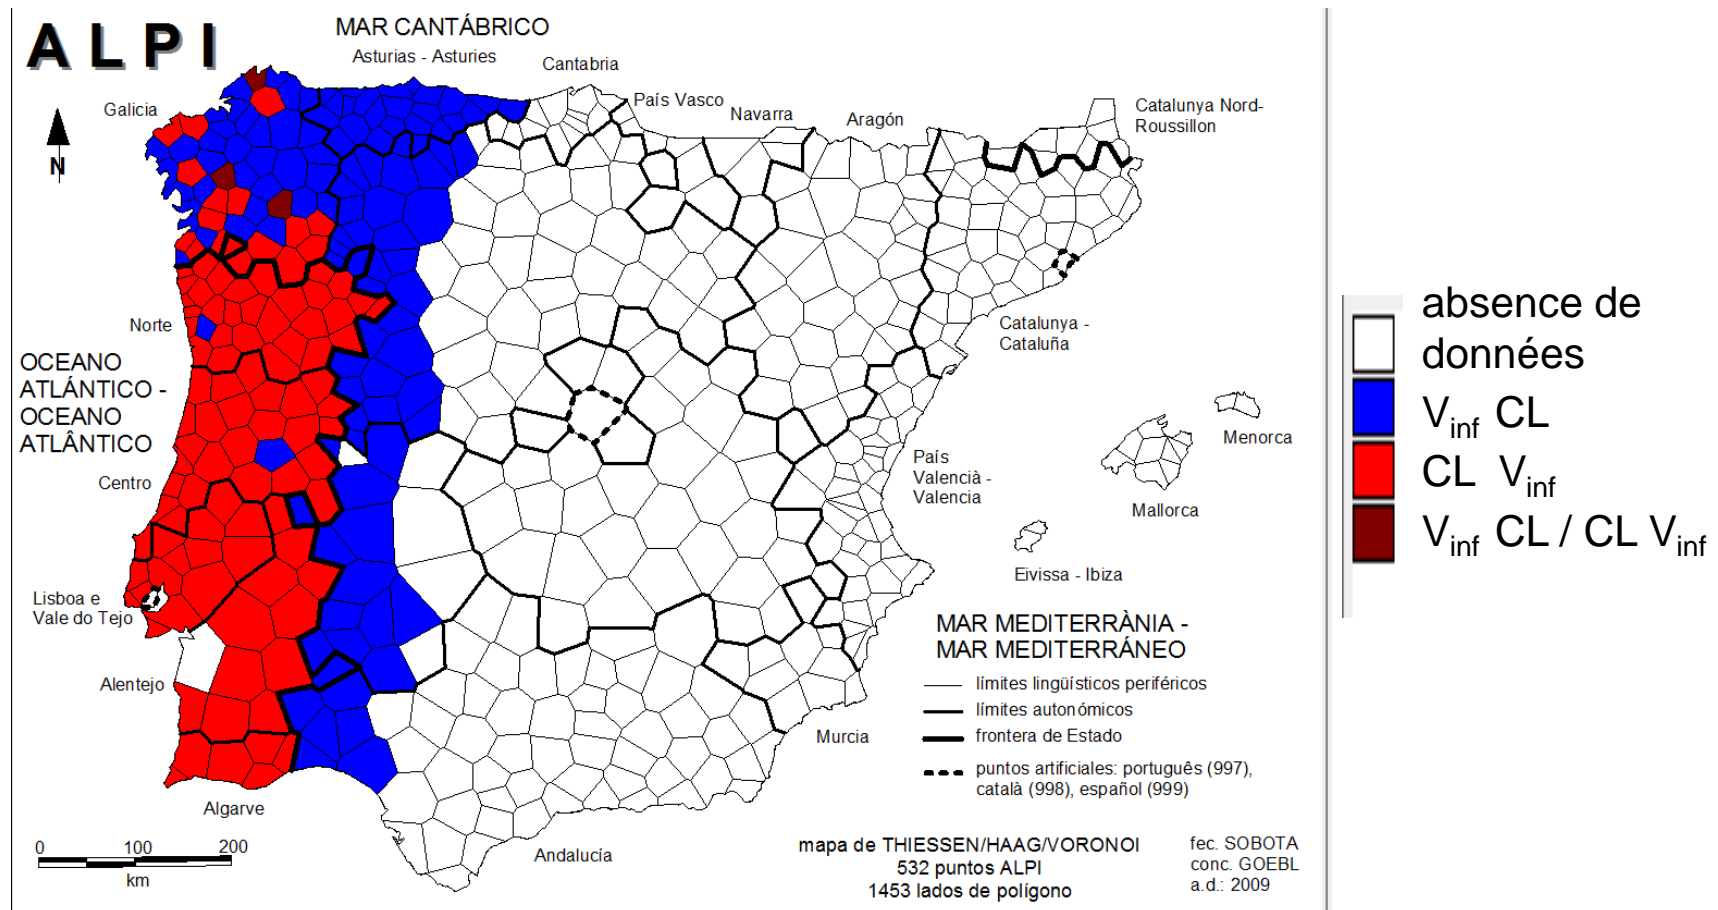 ALPI
MAR CANTÁBRICO
Asturias - Asturies
Cantabria
Galicia
País Vasco
Navarra
Aragón
Catalunya Nord-
Roussillon
N
Norte
OCEANO
ATLÁNTICO -
OCEANO
ATLÂNTICO
Catalunya -
Cataluña
Menorca
Centro
País
Valencià -
Valencia
Mallorca
Eivissa - Ibiza
Lisboa e
Vale do Tejo
MAR MEDITERRÀNIA -
MAR MEDITERRÁNEO
Alentejo
límites lingüísticos periféricos
límites autonómicos
frontera de Estado
puntos artificiales: português (997),
català (998), español (999)
Murcia
Algarve
Andalucía
0 100 200
km
mapa de THIESSEN/HAAG/VORONOI
532 puntos ALPI
1453 lados de polígono
fec. SOBOTA
conc. GOEBL
a.d.: 2009
absence de
données
Vinf CL
CL Vinf
Vinf CL / CL Vinf